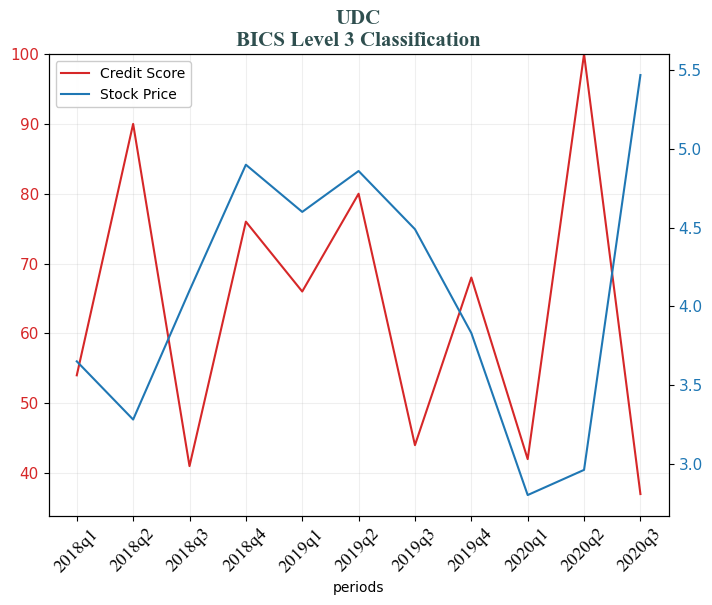 UDC
BICS Level 3 Classification
Credit Score
Stock Price
100
90
80
70
60
50
40
5.5
5.0
4.5
4.0
3.5
3.0
2018q1
2018q2
2018q3
2018q4
2019q1
2019q2
2019q3
2019q4
2020q1
2020q2
2020q3
periods